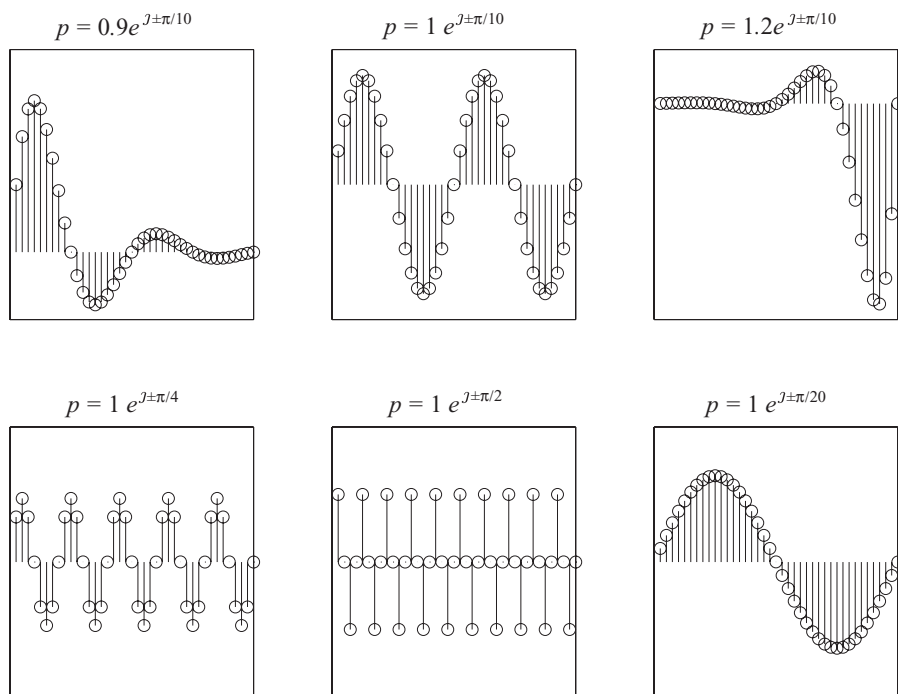 p = 0.9e^{J±π/10}
p = 1 e^{J±π/10}
p = 1.2e^{J±π/10}
p = 1 e^{J±π/4}
p = 1 e^{J±π/2}
p = 1 e^{J±π/20}